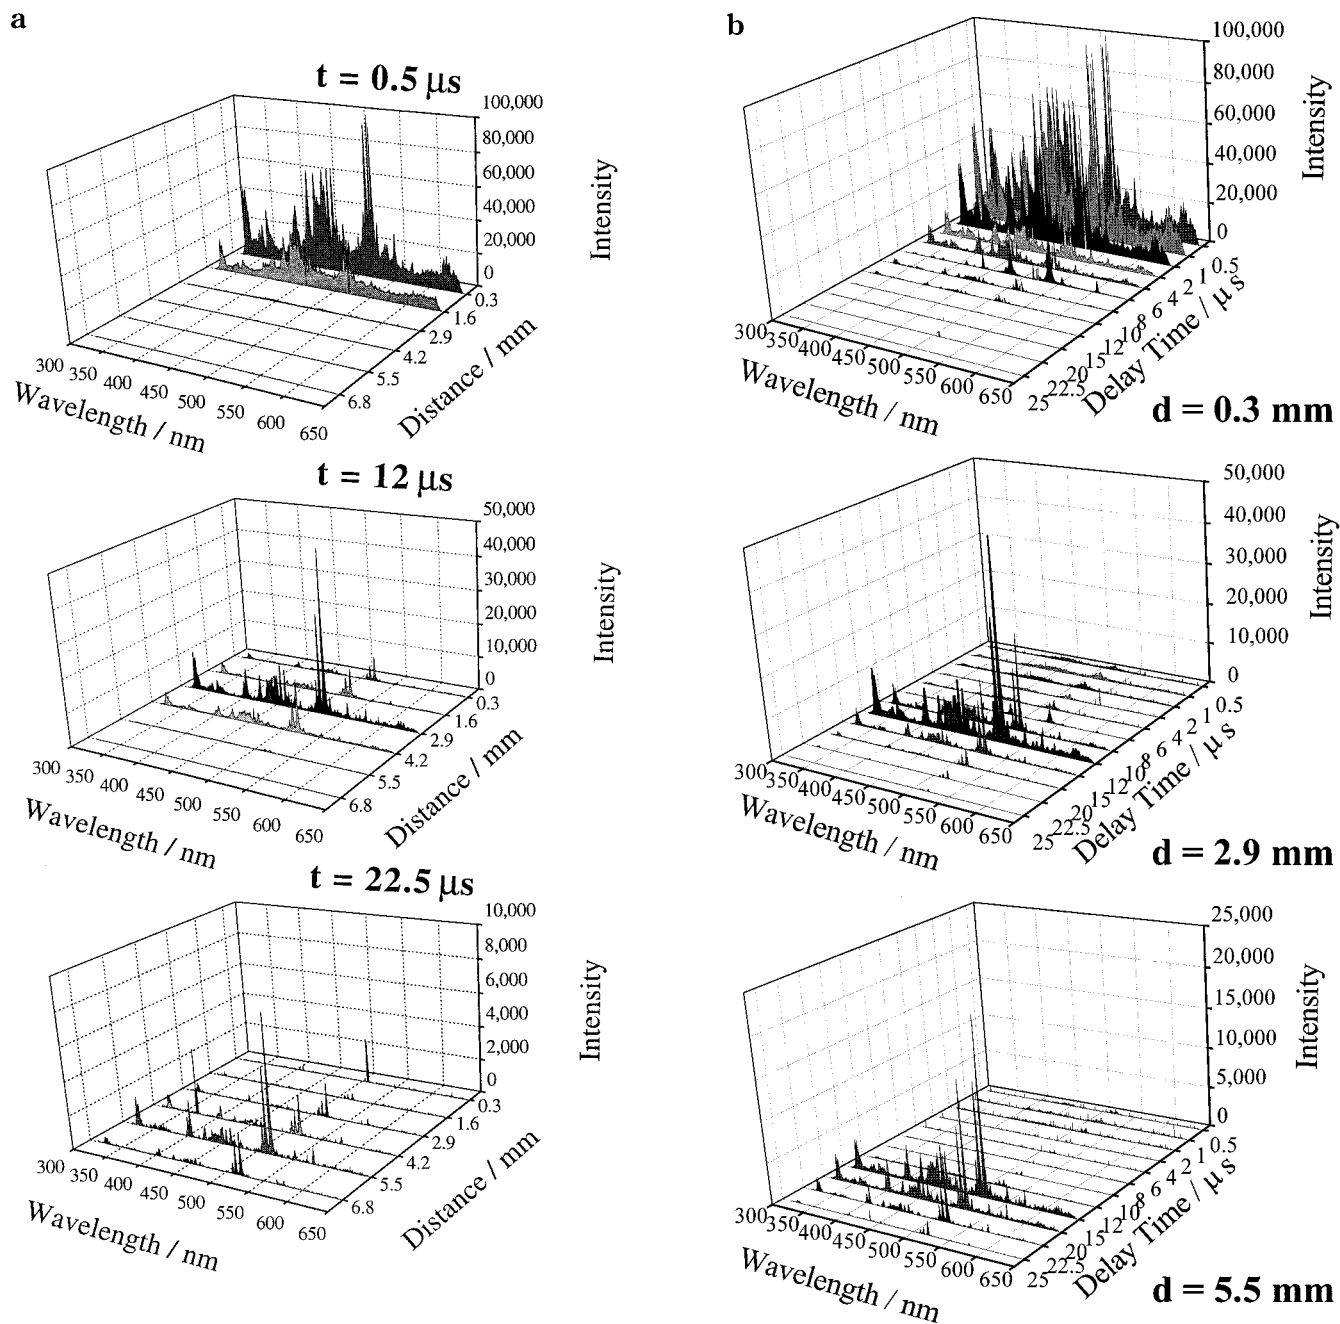 a
t = 0.5 μs
100,000
80,000
60,000
40,000
20,000
0
Intensity
0.3
1.6
2.9
4.2
5.5
6.8
Distance / mm
300 350 400 450 500 550 600 650
Wavelength / nm
t = 12 μs
50,000
40,000
30,000
20,000
10,000
0
Intensity
0.3
1.6
2.9
4.2
5.5
6.8
Distance / mm
300 350 400 450 500 550 600 650
Wavelength / nm
t = 22.5 μs
10,000
8,000
6,000
4,000
2,000
0
Intensity
0.3
1.6
2.9
4.2
5.5
6.8
Distance / mm
300 350 400 450 500 550 600 650
Wavelength / nm
b
100,000
80,000
60,000
40,000
20,000
0
Intensity
0.5
1
2
4
6
8
10
12
15
20
22.5
25
Delay Time / μ s
300 350 400 450 500 550 600 650
Wavelength / nm
d = 0.3 mm
50,000
40,000
30,000
20,000
10,000
0
Intensity
0.5
1
2
4
6
8
10
12
15
20
22.5
25
Delay Time / μ s
300 350 400 450 500 550 600 650
Wavelength / nm
d = 2.9 mm
25,000
20,000
15,000
10,000
5,000
0
Intensity
0.5
1
2
4
6
8
10
12
15
20
22.5
25
Delay Time / μ s
300 350 400 450 500 550 600 650
Wavelength / nm
d = 5.5 mm